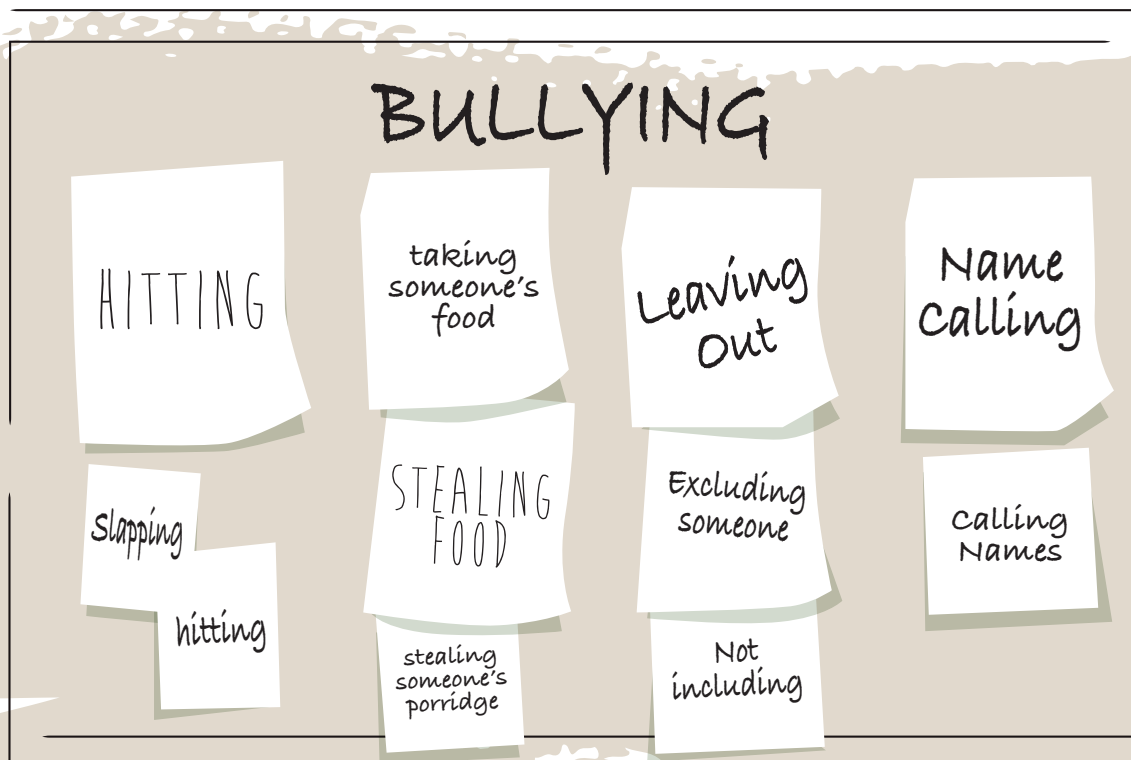 BULLYING
HITTING
taking
someone's
food
Leaving
Out
Name
Calling
Slapping
hitting
STEALING
FOOD
stealing
someone's
porridge
Excluding
someone
Not
including
Calling
Names